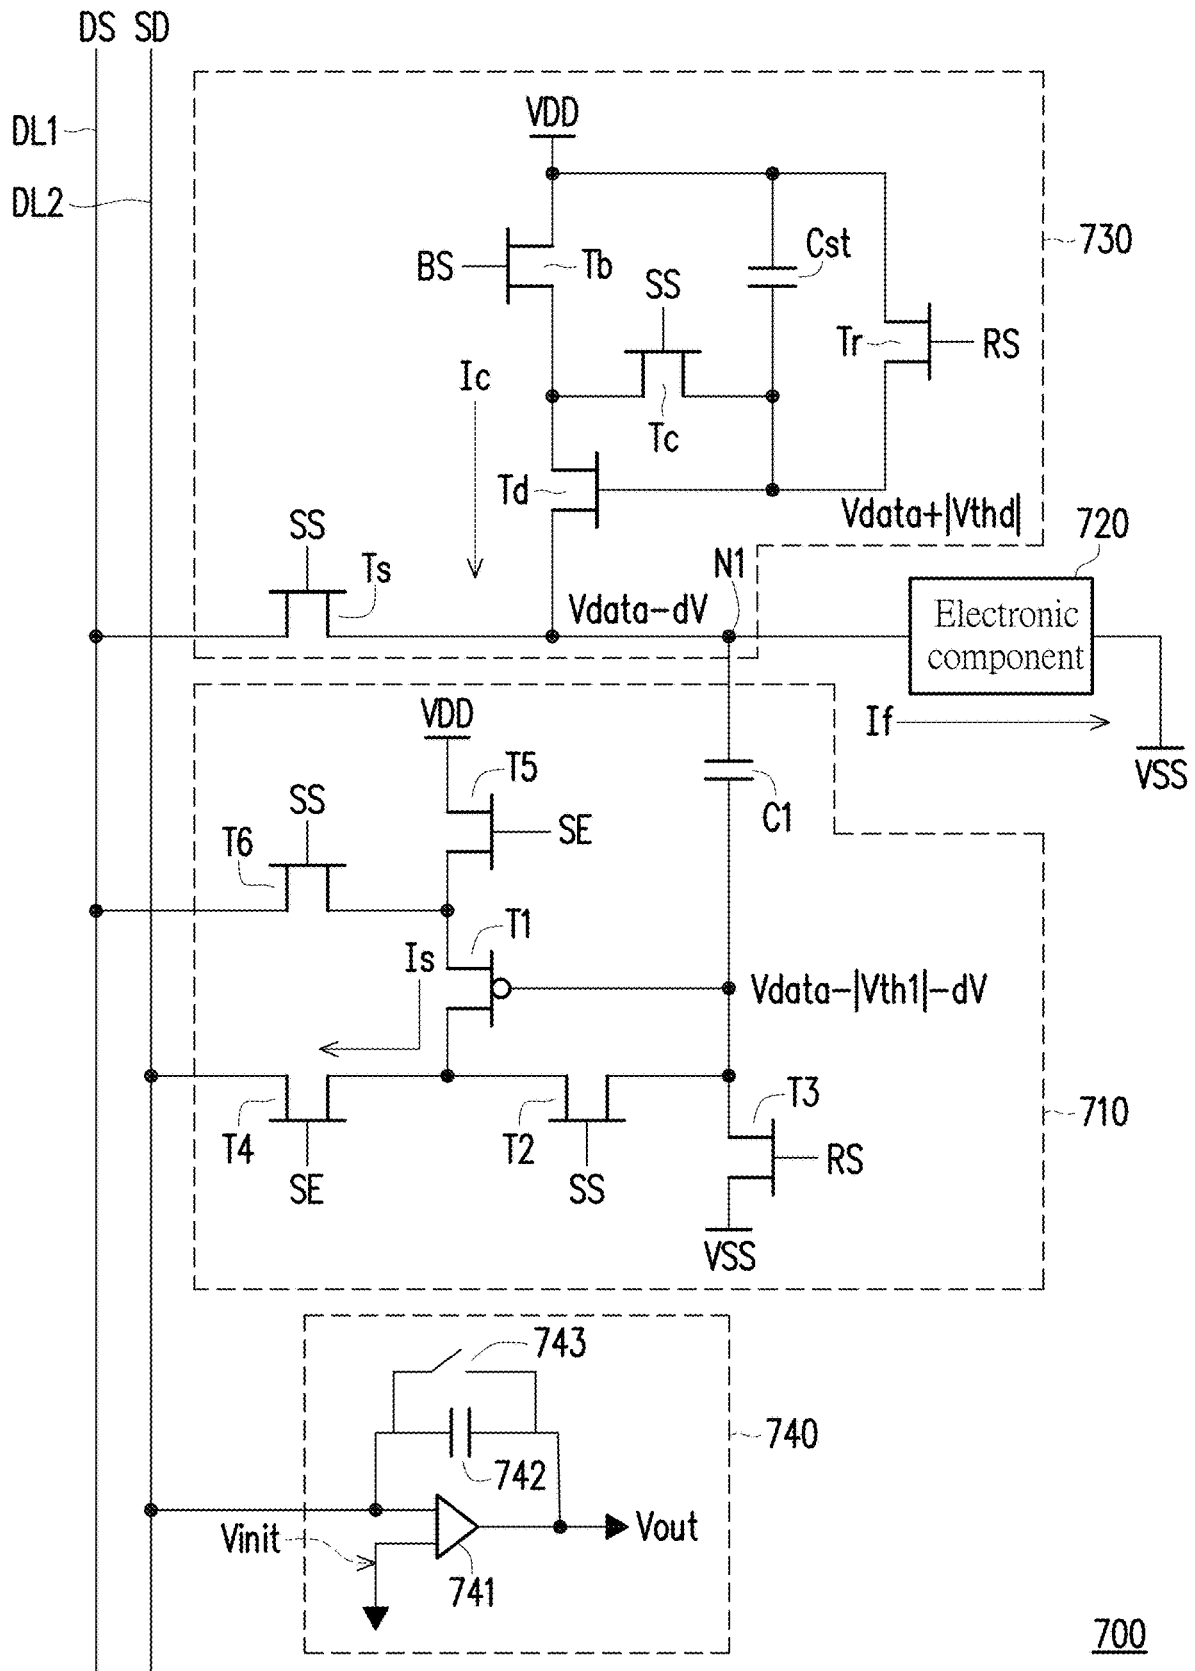 DS SD
DL1
DL2
VDD
BS
Tb
SS
Cst
730
Tr
RS
Ic
Tc
Td
Vdata+|Vthd|
720
SS
Ts
N1
Vdata-dV
Electronic
component
If
VSS
VDD
T5
SS
SE
C1
T6
T1
Is
Vdata-|Vth1|-dV
T4
T2
T3
710
SE
SS
RS
VSS
743
740
742
Vinit
741
Vout
700